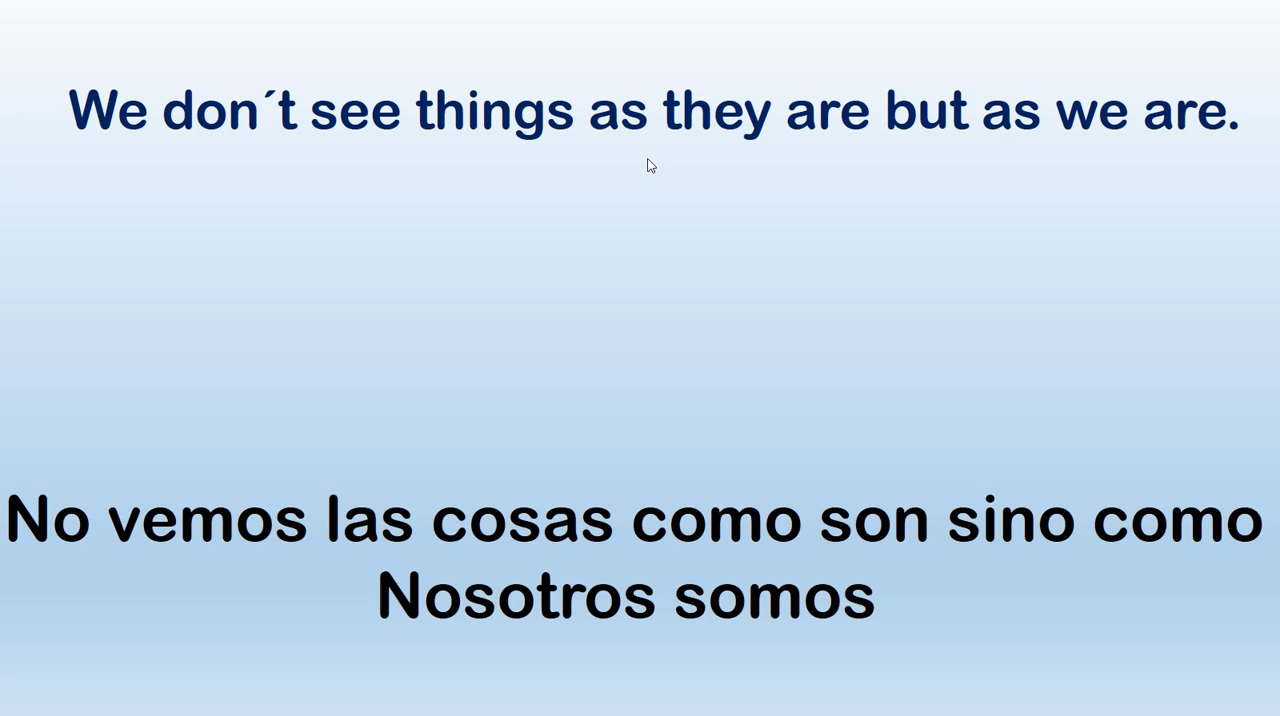 We don´t see things as they are but as we are.
No vemos las cosas como son sino como
Nosotros somos